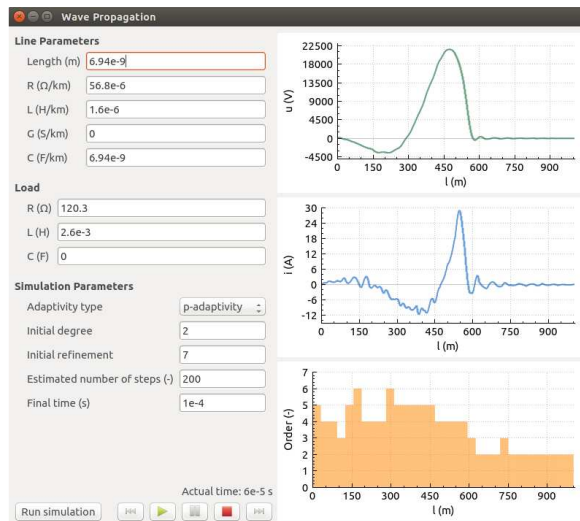 Wave Propagation
Line Parameters
Length (m) 6.94e-9
R (Ω/km) 56.8e-6
L (H/km) 1.6e-6
G (S/km) 0
C (F/km) 6.94e-9
Load
R (Ω) 120.3
L (H) 2.6e-3
C (F) 0
Simulation Parameters
Adaptivity type p-adaptivity
Initial degree 2
Initial refinement 7
Estimated number of steps (-) 200
Final time (s) 1e-4
Actual time: 6e-5 s
Run simulation
22500
18000
13500
9000
4500
0
-4500
u (V)
0 150 300 450 600 750 900
l (m)
30
24
18
12
6
0
-6
-12
i (A)
0 150 300 450 600 750 900
l (m)
7
6
5
4
3
2
1
0
Order (-)
0 150 300 450 600 750 900
l (m)